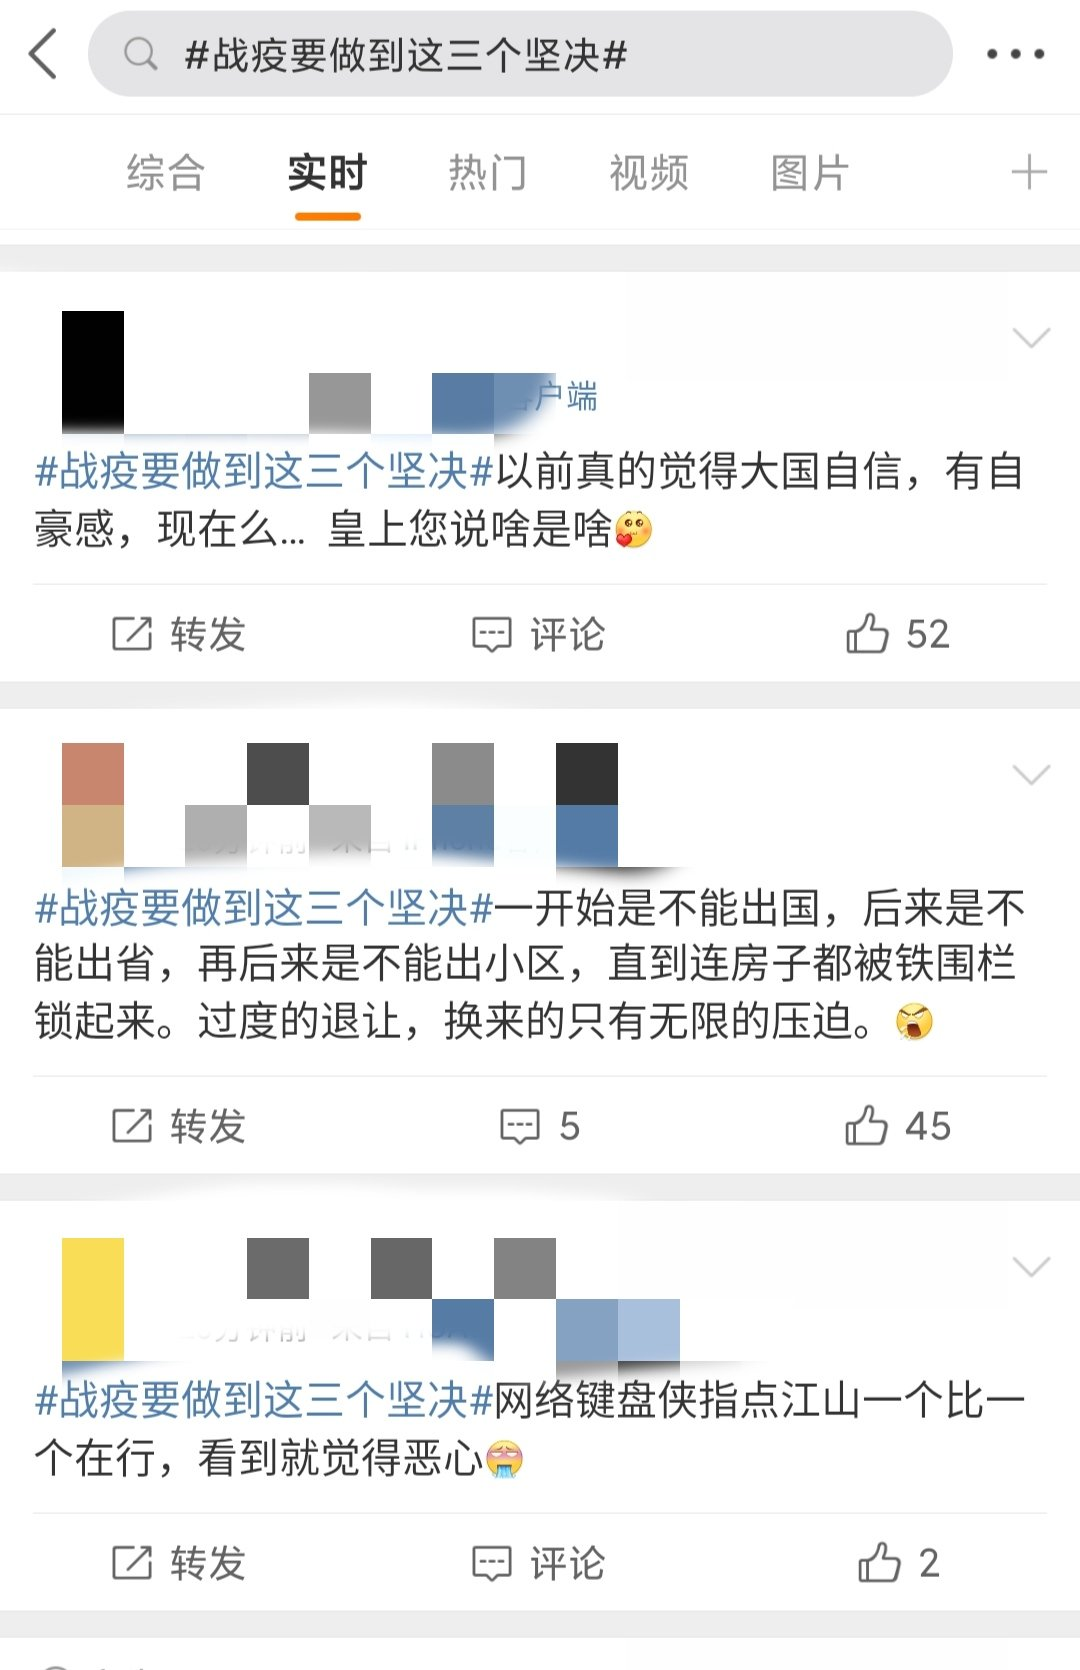 #战疫要做到这三个坚决#
综合 实时 热门 视频 图片
户端
#战疫要做到这三个坚决#以前真的觉得大国自信，有自
豪感，现在么... 皇上您说啥是啥
转发 评论 52
#战疫要做到这三个坚决#一开始是不能出国，后来是不
能出省，再后来是不能出小区，直到连房子都被铁围栏
锁起来。过度的退让，换来的只有无限的压迫。
转发 5 45
#战疫要做到这三个坚决#网络键盘侠指点江山一个比一
个在行，看到就觉得恶心
转发 评论 2